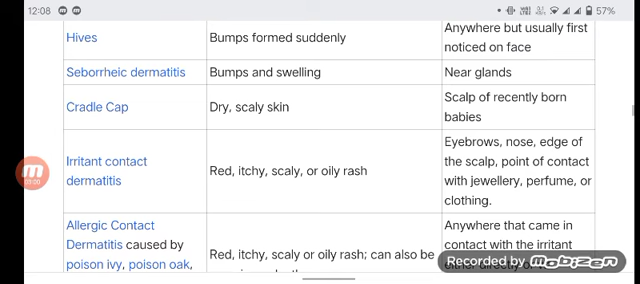 12:08
57%
Hives
Bumps formed suddenly
Anywhere but usually first
noticed on face
Seborrheic dermatitis
Bumps and swelling
Near glands
Cradle Cap
Dry, scaly skin
Scalp of recently born
babies
Irritant contact
dermatitis
Red, itchy, scaly, or oily rash
Eyebrows, nose, edge of
the scalp, point of contact
with jewellery, perfume, or
clothing.
Allergic Contact
Dermatitis caused by
poison ivy, poison oak,
Red, itchy, scaly or oily rash; can also be
Anywhere that came in
contact with the irritant
either directly or
Recorded by Mobizen